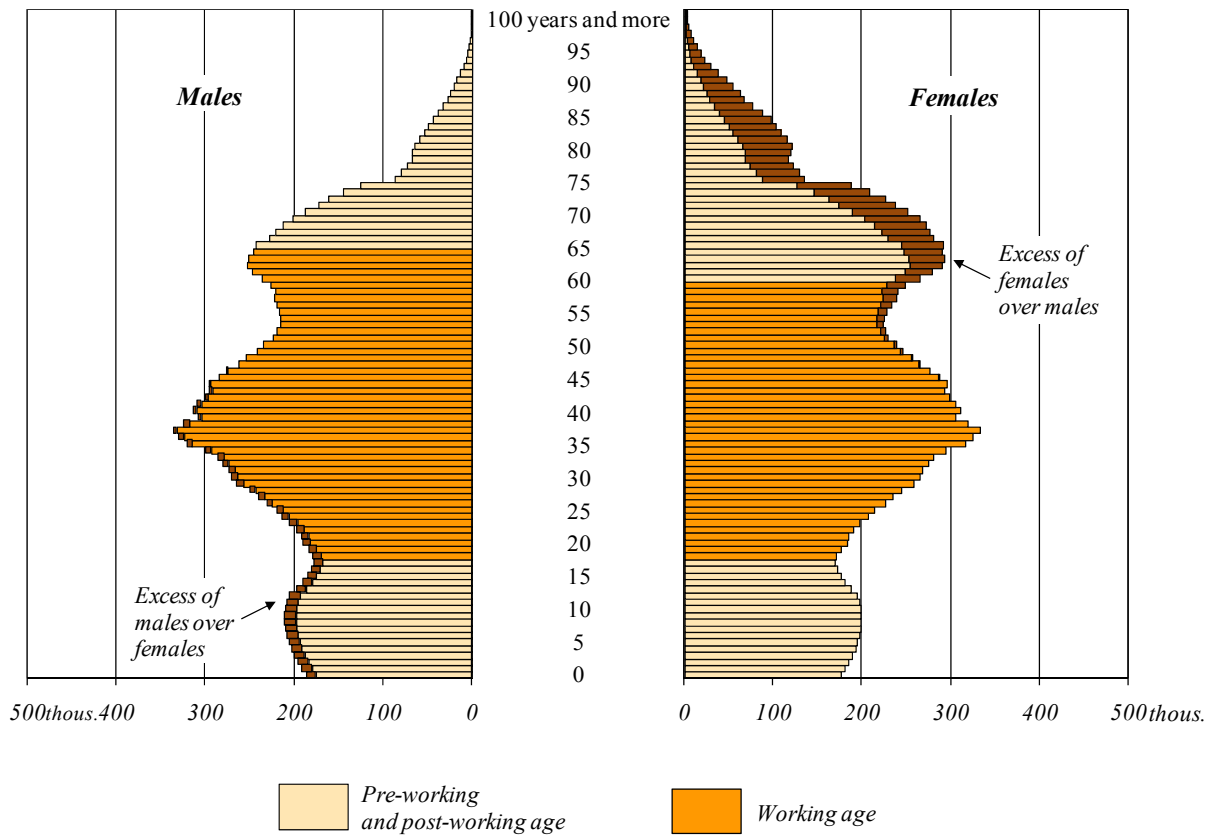 100 years and more
95
90
85
80
75
70
65
60
55
50
45
40
35
30
25
20
15
10
5
0
Males
Females
Excess of
females
over males
Excess of
males over
females
500thous.400 300 200 100 0
0 100 200 300 400 500thous.
Pre-working
and post-working age
Working age